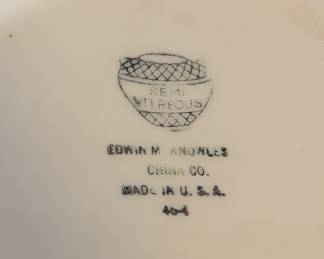 SEMI
VITREOUS
EDWIN M. KNOWLES
CHINA CO.
MADE IN U. S. A.